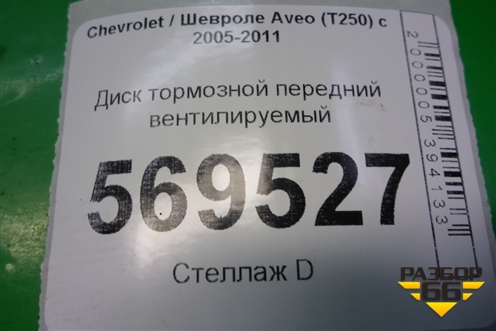 Chevrolet / Шевроле Aveo (T250) с
2005-2011
Диск тормозной передний
вентилируемый
569527
Стеллаж D
2000005394133
РАЗБОР
66